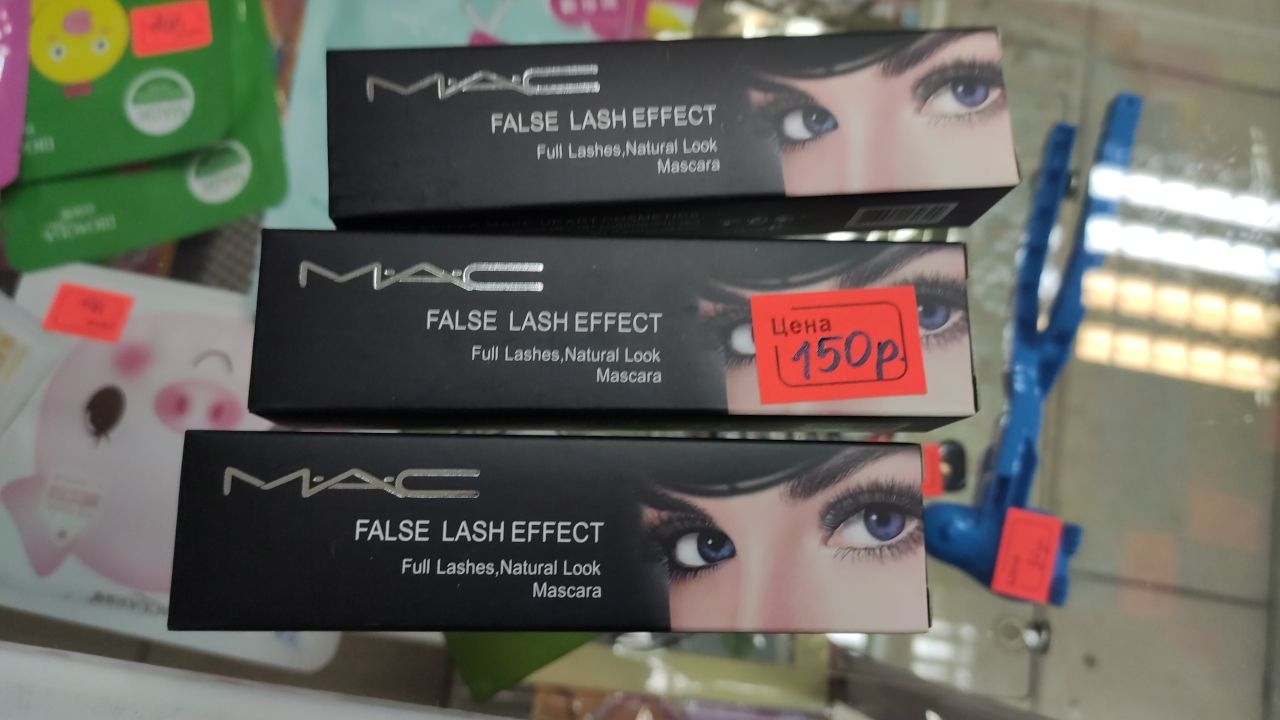 M·A·C
FALSE LASH EFFECT
Full Lashes,Natural Look
Mascara
M·A·C
FALSE LASH EFFECT
Full Lashes,Natural Look
Mascara
Цена
150р
M·A·C
FALSE LASH EFFECT
Full Lashes,Natural Look
Mascara